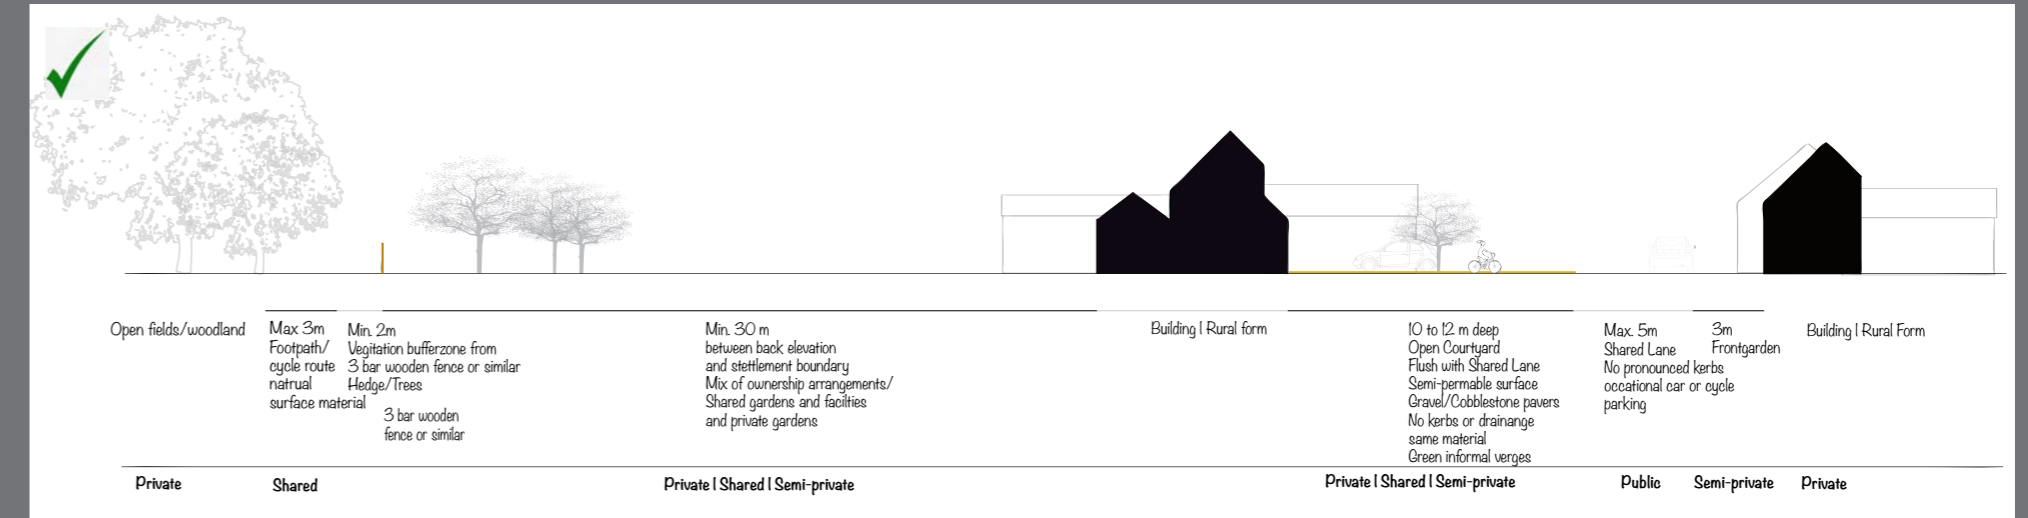 Open fields/woodland
Max 3m
Footpath/
cycle route
natrual
surface material
Min. 2m
Vegitation bufferzone from
3 bar wooden fence or similar
Hedge/Trees
3 bar wooden
fence or similar
Min. 30 m
between back elevation
and stettlement boundary
Mix of ownership arrangements/
Shared gardens and facilties
and private gardens
Building | Rural form
10 to 12 m deep
Open Courtyard
Flush with Shared Lane
Semi-permable surface
Gravel/Cobblestone pavers
No kerbs or drainange
same material
Green informal verges
Max. 5m
Shared Lane
No pronounced kerbs
occational car or cycle
parking
3m
Frontgarden
Building | Rural Form
Private
Shared
Private | Shared | Semi-private
Private | Shared | Semi-private
Public
Semi-private
Private